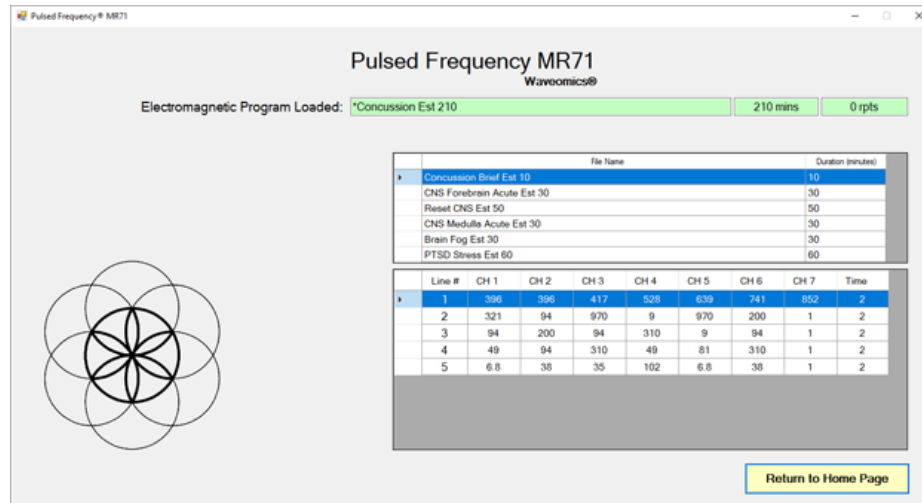 Pulsed Frequency® MR71
Pulsed Frequency MR71
Waveomics®
Electromagnetic Program Loaded: *Concussion Est 210 210 mins 0 rpts
File Name Duration (minutes)
Concussion Brief Est 10 10
CNS Forebrain Acute Est 30 30
Reset CNS Est 50 50
CNS Medulla Acute Est 30 30
Brain Fog Est 30 30
PTSD Stress Est 60 60
Line # CH 1 CH 2 CH 3 CH 4 CH 5 CH 6 CH 7 Time
1 396 396 417 528 639 741 852 2
2 321 94 970 9 970 200 1 2
3 94 200 94 310 9 94 1 2
4 49 94 310 49 81 310 1 2
5 6.8 38 35 102 6.8 38 1 2
Return to Home Page